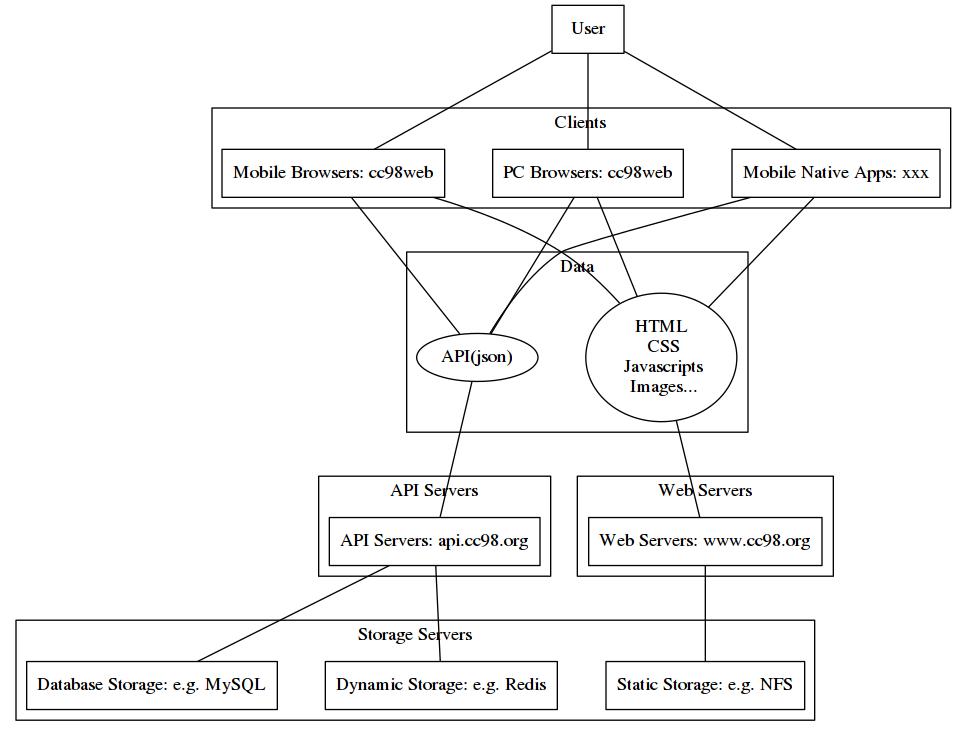 User
Clients
Mobile Browsers: cc98web
PC Browsers: cc98web
Mobile Native Apps: xxx
Data
API(json)
HTML
CSS
Javascripts
Images...
API Servers
Web Servers
API Servers: api.cc98.org
Web Servers: www.cc98.org
Storage Servers
Database Storage: e.g. MySQL
Dynamic Storage: e.g. Redis
Static Storage: e.g. NFS